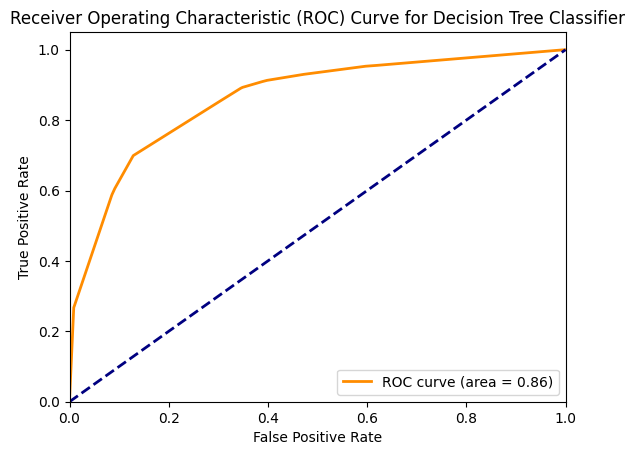 Receiver Operating Characteristic (ROC) Curve for Decision Tree Classifier
1.0
0.8
0.6
0.4
0.2
0.0
True Positive Rate
ROC curve (area = 0.86)
0.0 0.2 0.4 0.6 0.8 1.0
False Positive Rate